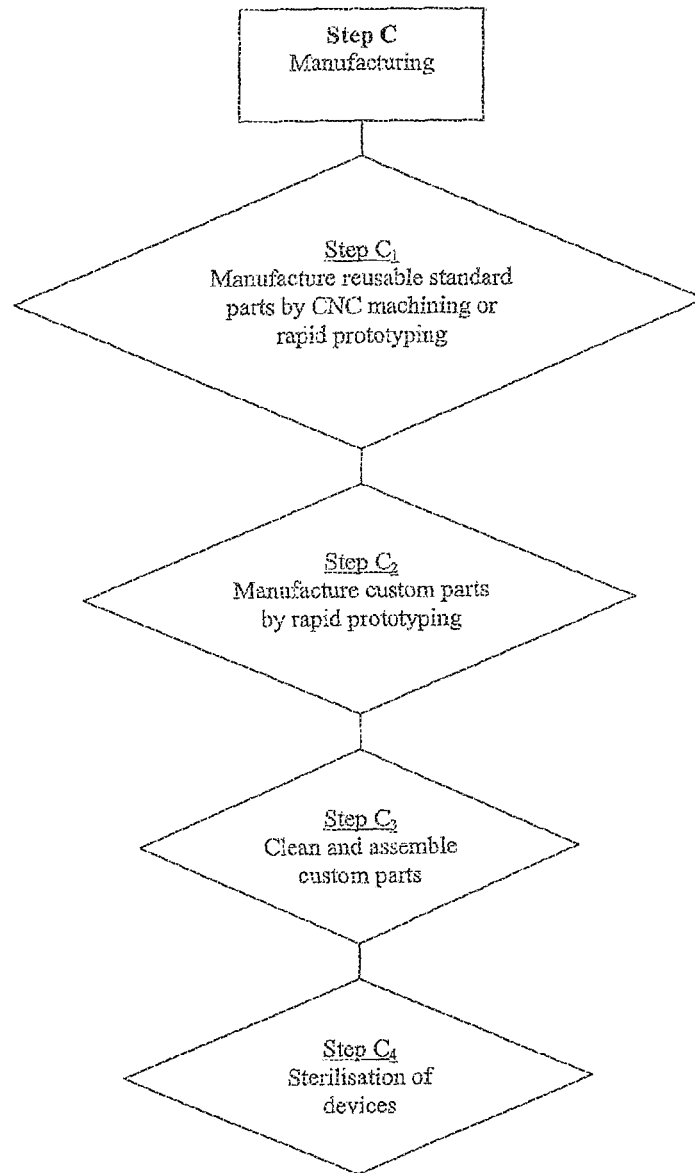 Step C
Manufacturing
Step C₁
Manufacture reusable standard
parts by CNC machining or
rapid prototyping
Step C₂
Manufacture custom parts
by rapid prototyping
Step C₃
Clean and assemble
custom parts
Step C₄
Sterilisation of
devices